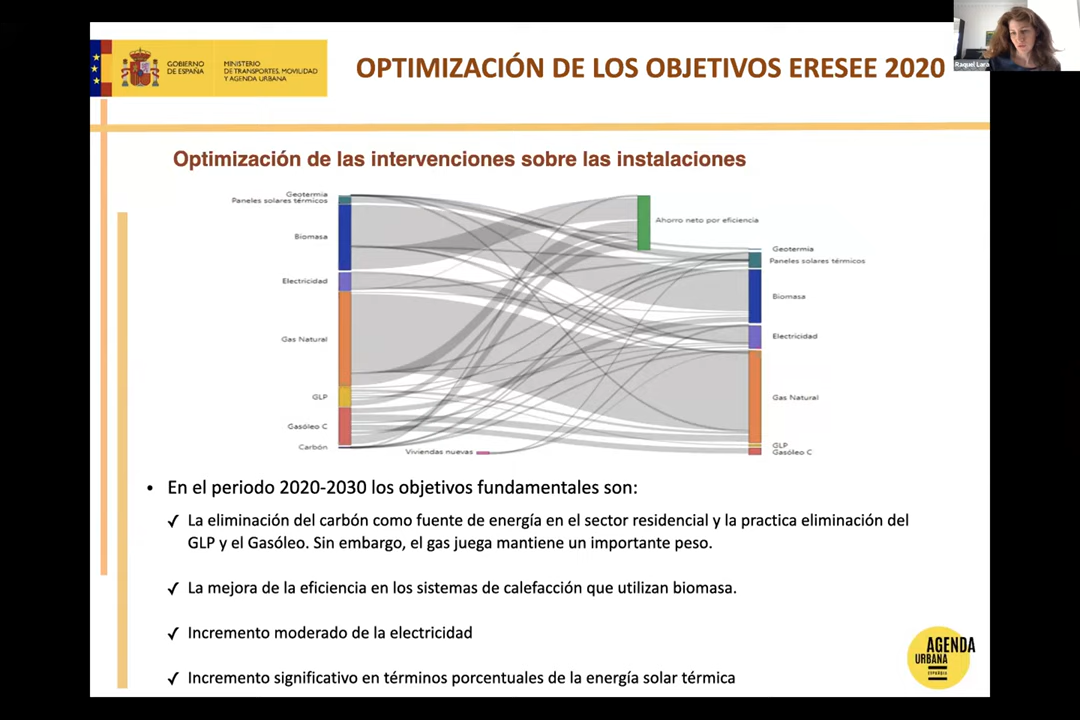 GOBIERNO
DE ESPAÑA
MINISTERIO
DE TRANSPORTES, MOVILIDAD
Y AGENDA URBANA
OPTIMIZACIÓN DE LOS OBJETIVOS ERESEE 2020
Raquel Lara
Optimización de las intervenciones sobre las instalaciones
Geotermia
Paneles solares térmicos
Biomasa
Electricidad
Gas Natural
GLP
Gasóleo C
Carbón
Viviendas nuevas
Ahorro neto por eficiencia
Geotermia
Paneles solares térmicos
Biomasa
Electricidad
Gas Natural
GLP
Gasóleo C
• En el periodo 2020-2030 los objetivos fundamentales son:
✓ La eliminación del carbón como fuente de energía en el sector residencial y la practica eliminación del
GLP y el Gasóleo. Sin embargo, el gas juega mantiene un importante peso.
✓ La mejora de la eficiencia en los sistemas de calefacción que utilizan biomasa.
✓ Incremento moderado de la electricidad
✓ Incremento significativo en términos porcentuales de la energía solar térmica
AGENDA
URBANA
ESPAÑOLA